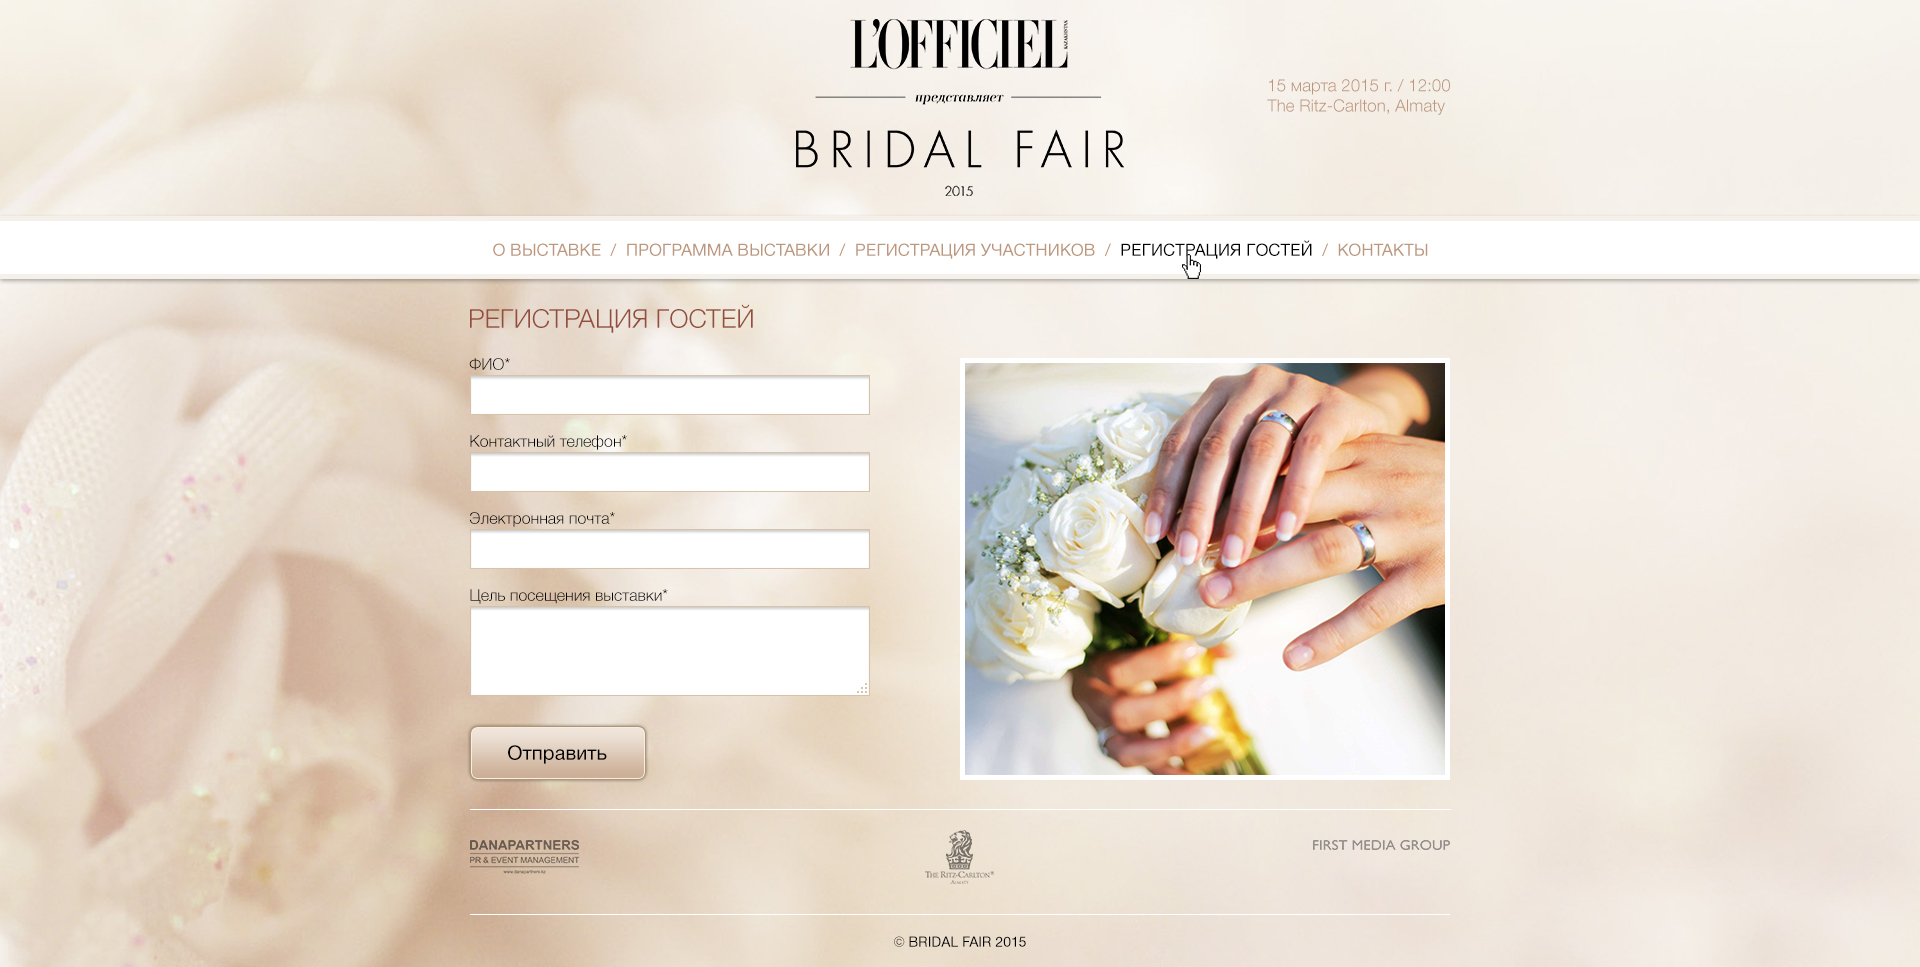 L'OFFICIEL
KAZAKHSTAN
представляет
BRIDAL FAIR
2015
15 марта 2015 г. / 12:00
The Ritz-Carlton, Almaty
О ВЫСТАВКЕ / ПРОГРАММА ВЫСТАВКИ / РЕГИСТРАЦИЯ УЧАСТНИКОВ / РЕГИСТРАЦИЯ ГОСТЕЙ / КОНТАКТЫ
РЕГИСТРАЦИЯ ГОСТЕЙ
ФИО*
Контактный телефон*
Электронная почта*
Цель посещения выставки*
Отправить
DANAPARTNERS
PR & EVENT MANAGEMENT
www.danapartners.kz
THE RITZ-CARLTON®
ALMATY
FIRST MEDIA GROUP
© BRIDAL FAIR 2015